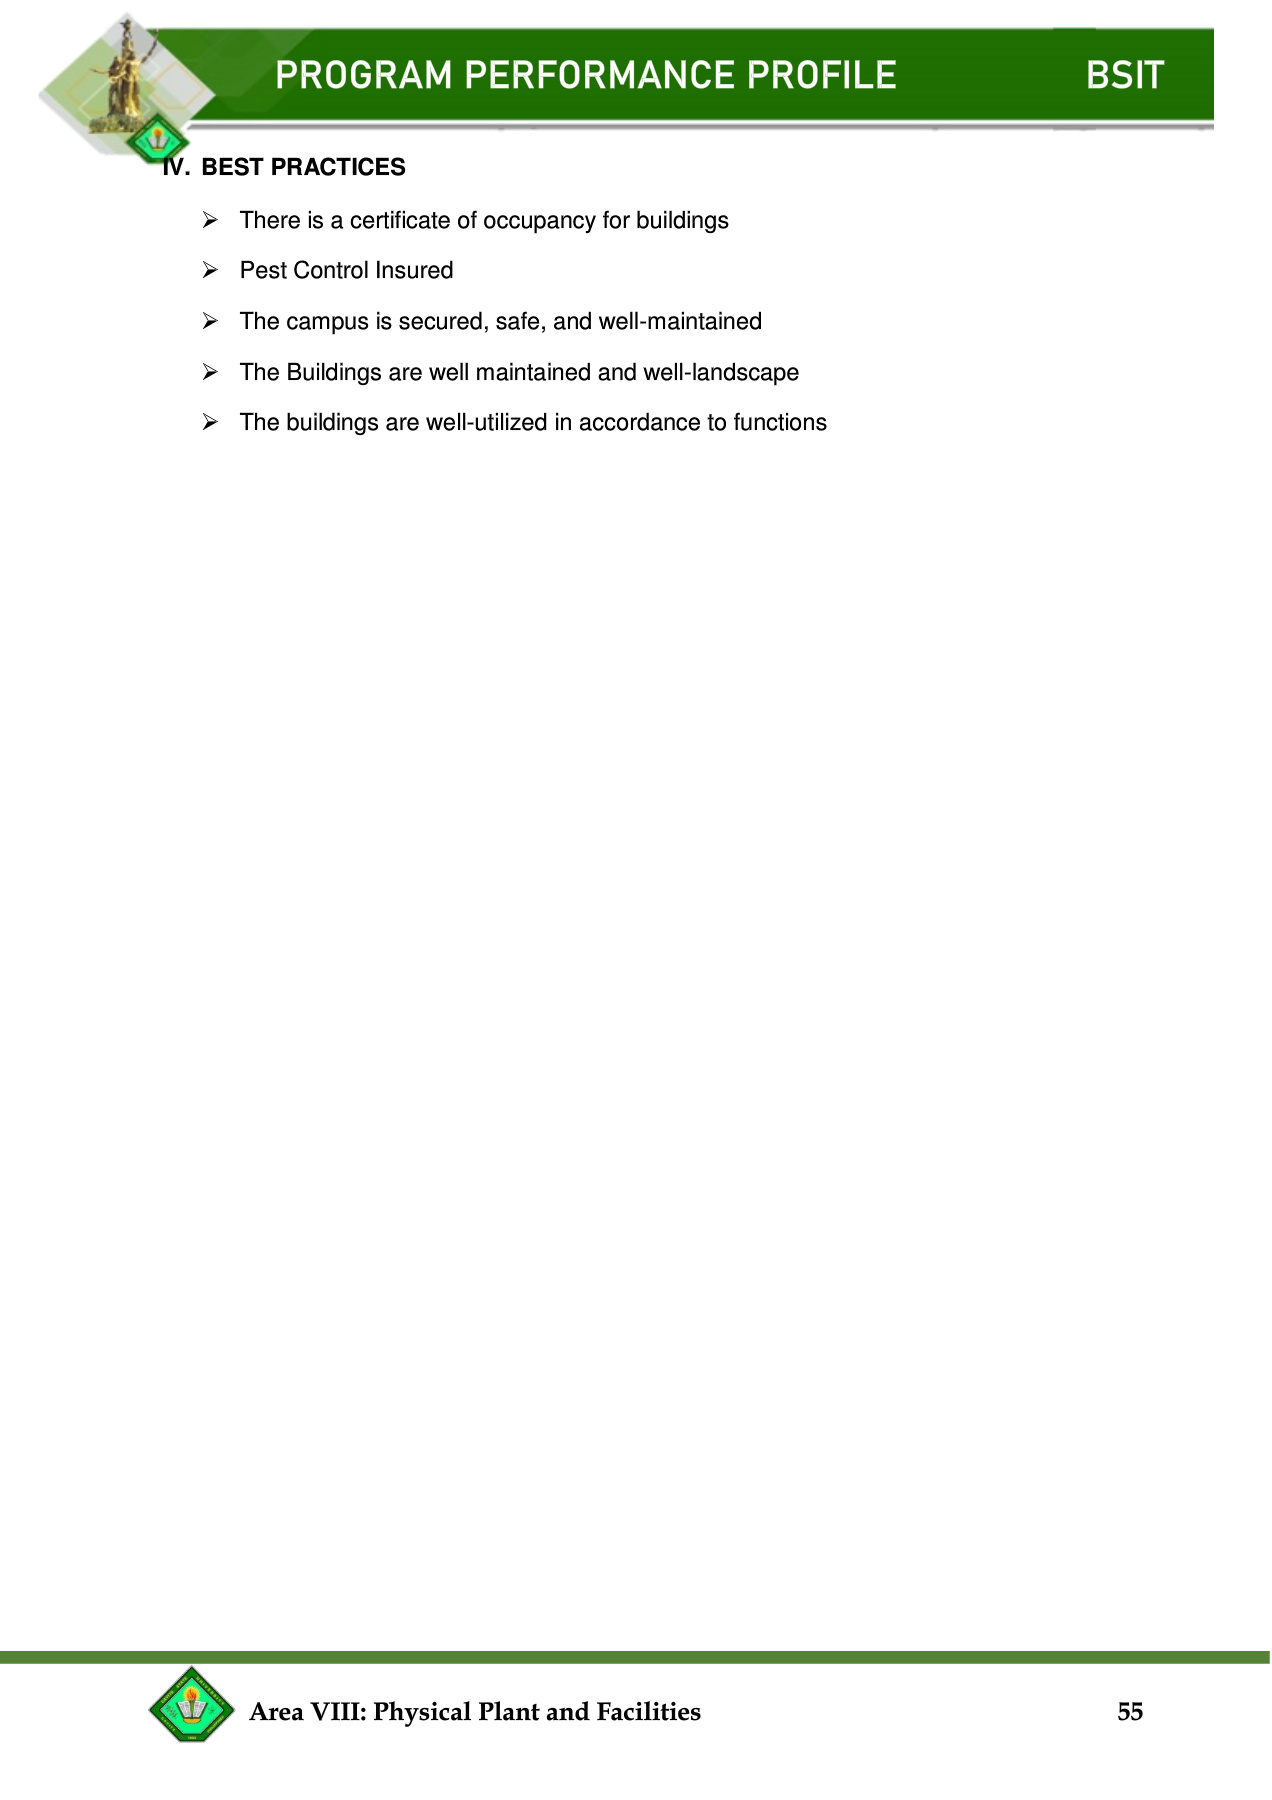 PROGRAM PERFORMANCE PROFILE BSIT
IV. BEST PRACTICES
➢ There is a certificate of occupancy for buildings
➢ Pest Control Insured
➢ The campus is secured, safe, and well-maintained
➢ The Buildings are well maintained and well-landscape
➢ The buildings are well-utilized in accordance to functions
Area VIII: Physical Plant and Facilities 55